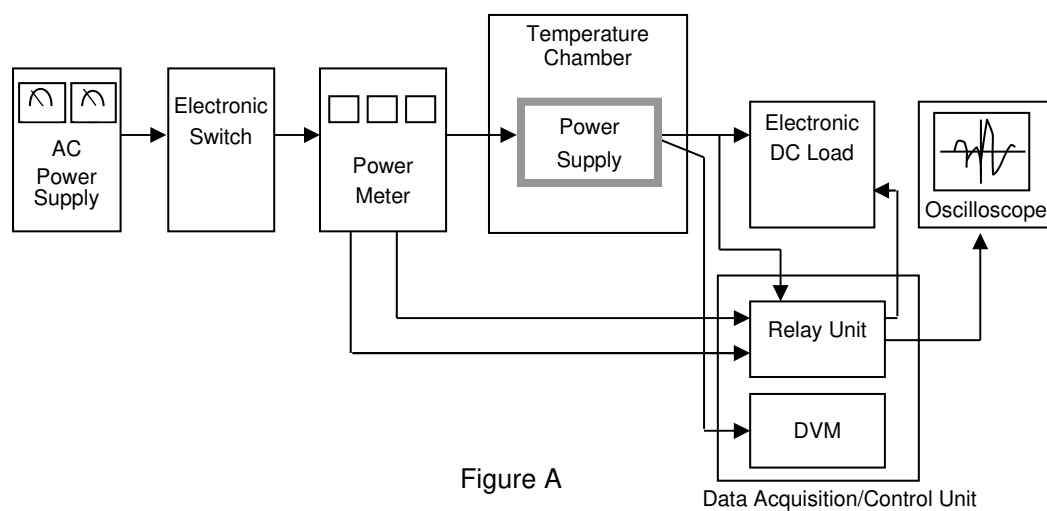 Temperature
Chamber
AC
Power
Supply
Electronic
Switch
Power
Meter
Power
Supply
Electronic
DC Load
Oscilloscope
Relay Unit
DVM
Figure A
Data Acquisition/Control Unit